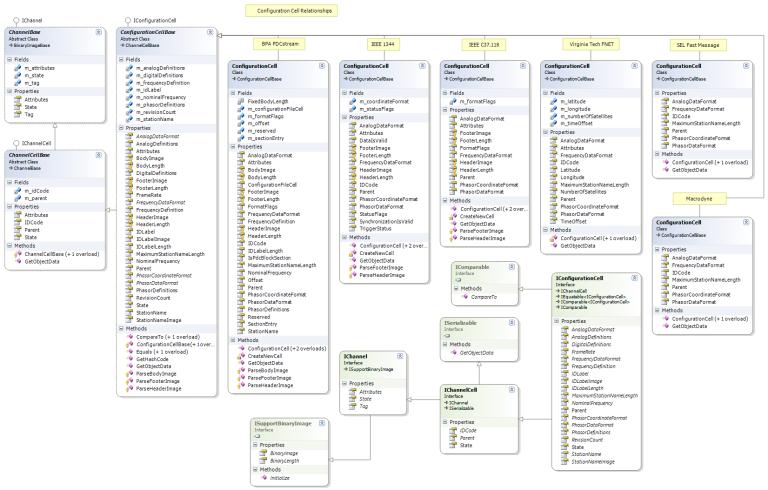 Configuration Cell Relationships
IChannel
ChannelBase
Abstract Class
BinaryImageBase
Fields
m_attributes
m_state
m_tag
Properties
Attributes
State
Tag
IChannelCell
ChannelCellBase
Abstract Class
ChannelBase
Fields
m_idCode
m_parent
Properties
Attributes
IDCode
Parent
State
Methods
ChannelCellBase (+ 1 overload)
GetObjectData
IConfigurationCell
ConfigurationCellBase
Abstract Class
ChannelCellBase
Fields
m_analogDefinitions
m_digitalDefinitions
m_frequencyDefinition
m_idLabel
m_nominalFrequency
m_phasorDefinitions
m_revisionCount
m_stationName
Properties
AnalogDataFormat
AnalogDefinitions
Attributes
BodyImage
BodyLength
DigitalDefinitions
FooterImage
FooterLength
FrameRate
FrequencyDataFormat
FrequencyDefinition
HeaderImage
HeaderLength
IDLabel
IDLabelImage
IDLabelLength
MaximumStationNameLength
NominalFrequency
Parent
PhasorCoordinateFormat
PhasorDataFormat
PhasorDefinitions
RevisionCount
State
StationName
StationNameImage
Methods
CompareTo (+ 1 overload)
ConfigurationCellBase(+ 1 over...
Equals (+ 1 overload)
GetHashCode
GetObjectData
ParseBodyImage
ParseFooterImage
ParseHeaderImage
BPA PDCstream
ConfigurationCell
Class
ConfigurationCellBase
Fields
FixedBodyLength
m_configurationFileCell
m_formatFlags
m_offset
m_reserved
m_sectionEntry
Properties
AnalogDataFormat
Attributes
BodyImage
BodyLength
ConfigurationFileCell
FooterImage
FooterLength
FormatFlags
FrequencyDataFormat
FrequencyDefinition
HeaderImage
HeaderLength
IDCode
IDLabelLength
IsPdcBlockSection
MaximumStationNameLength
NominalFrequency
Offset
Parent
PhasorCoordinateFormat
PhasorDataFormat
PhasorDefinitions
Reserved
SectionEntry
StationName
Methods
ConfigurationCell (+2 overloads)
CreateNewCell
GetObjectData
ParseBodyImage
ParseFooterImage
ParseHeaderImage
IEEE 1344
ConfigurationCell
Class
ConfigurationCellBase
Fields
m_coordinateFormat
m_statusFlags
Properties
AnalogDataFormat
Attributes
DataIsValid
FooterImage
FooterLength
FrequencyDataFormat
HeaderImage
HeaderLength
IDCode
Parent
PhasorCoordinateFormat
PhasorDataFormat
StatusFlags
SynchronizationIsValid
TriggerStatus
Methods
ConfigurationCell (+ 2 over...
CreateNewCell
GetObjectData
ParseFooterImage
ParseHeaderImage
IEEE C37.118
ConfigurationCell
Class
ConfigurationCellBase
Fields
m_formatFlags
Properties
AnalogDataFormat
Attributes
FooterImage
FooterLength
FormatFlags
FrequencyDataFormat
HeaderImage
HeaderLength
Parent
PhasorCoordinateFormat
PhasorDataFormat
Methods
ConfigurationCell (+ 2 over...
CreateNewCell
GetObjectData
ParseFooterImage
ParseHeaderImage
Virginia Tech FNET
ConfigurationCell
Class
ConfigurationCellBase
Fields
m_latitude
m_longitude
m_numberOfSatellites
m_timeOffset
Properties
AnalogDataFormat
Attributes
FrequencyDataFormat
IDCode
Latitude
Longitude
MaximumStationNameLength
NumberOfSatellites
Parent
PhasorCoordinateFormat
PhasorDataFormat
TimeOffset
Methods
ConfigurationCell (+ 1 overload)
GetObjectData
SEL Fast Message
ConfigurationCell
Class
ConfigurationCellBase
Properties
AnalogDataFormat
FrequencyDataFormat
IDCode
MaximumStationNameLength
Parent
PhasorCoordinateFormat
PhasorDataFormat
Methods
ConfigurationCell (+ 1 overload)
GetObjectData
Macrodyne
ConfigurationCell
Class
ConfigurationCellBase
Properties
AnalogDataFormat
FrequencyDataFormat
IDCode
MaximumStationNameLength
Parent
PhasorCoordinateFormat
PhasorDataFormat
Methods
ConfigurationCell (+ 1 overload)
GetObjectData
IComparable
Interface
Methods
CompareTo
ISerializable
Interface
Methods
GetObjectData
IChannel
Interface
ISupportBinaryImage
Properties
Attributes
State
Tag
IChannelCell
Interface
IChannel
ISerializable
Properties
IDCode
Parent
State
ISupportBinaryImage
Interface
Properties
BinaryImage
BinaryLength
Methods
Initialize
IConfigurationCell
Interface
IChannelCell
IEquatable<IConfigurationCell>
IComparable<IConfigurationCell>
IComparable
Properties
AnalogDataFormat
AnalogDefinitions
DigitalDefinitions
FrameRate
FrequencyDataFormat
FrequencyDefinition
IDLabel
IDLabelImage
IDLabelLength
MaximumStationNameLength
NominalFrequency
Parent
PhasorCoordinateFormat
PhasorDataFormat
PhasorDefinitions
RevisionCount
State
StationName
StationNameImage